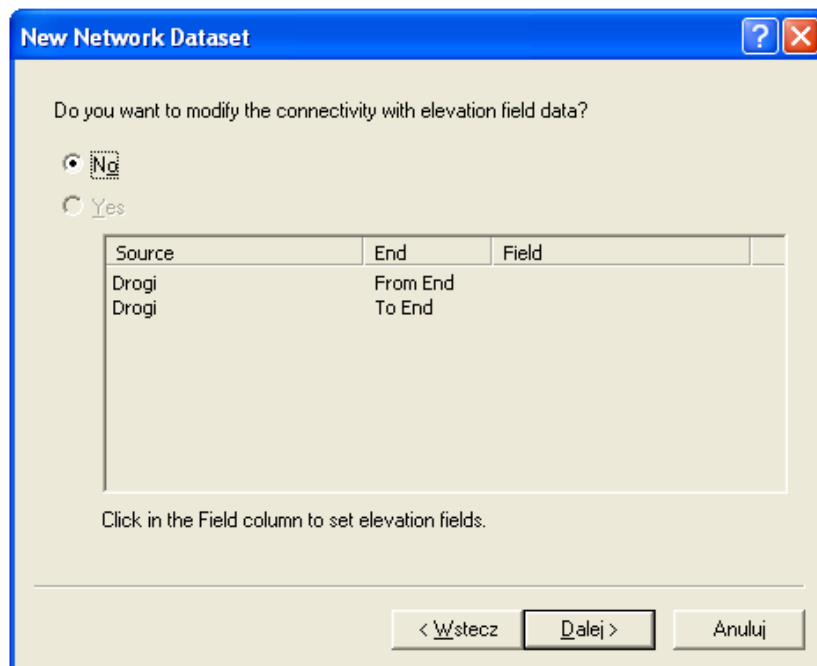 New Network Dataset
Do you want to modify the connectivity with elevation field data?
No
Yes
Source End Field
Drogi From End
Drogi To End
Click in the Field column to set elevation fields.
< Wstecz Dalej > Anuluj